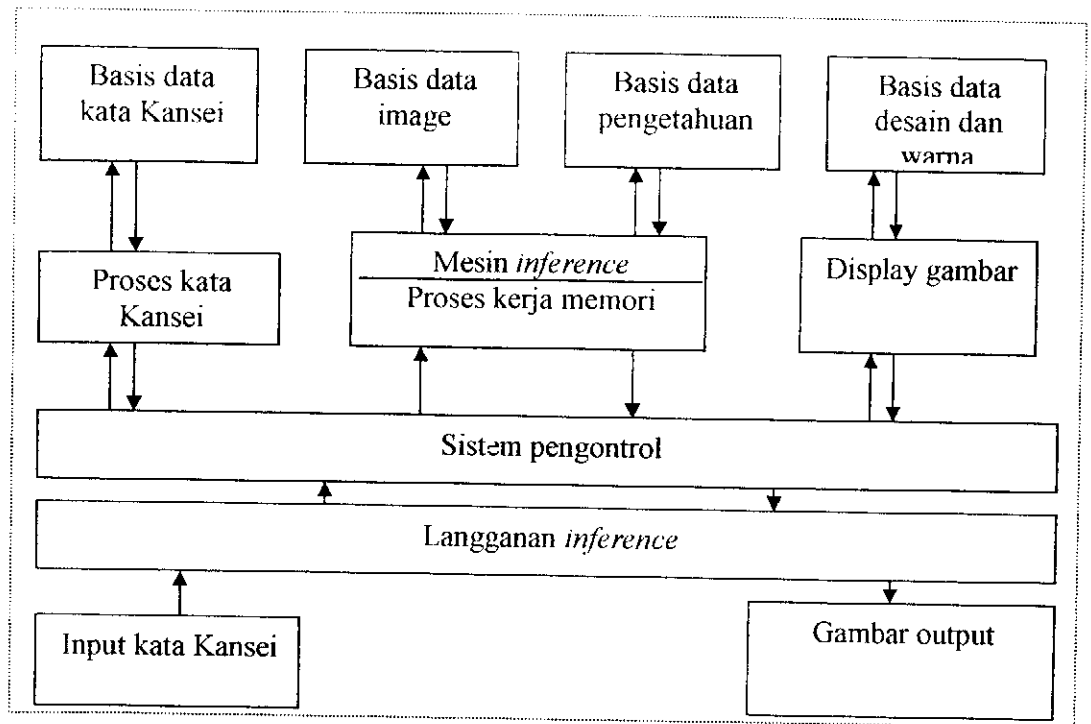 Basis data
kata Kansei
Basis data
image
Basis data
pengetahuan
Basis data
desain dan
warna
Proses kata
Kansei
Mesin inference
Proses kerja memori
Display gambar
Sistem pengontrol
Langganan inference
Input kata Kansei
Gambar output